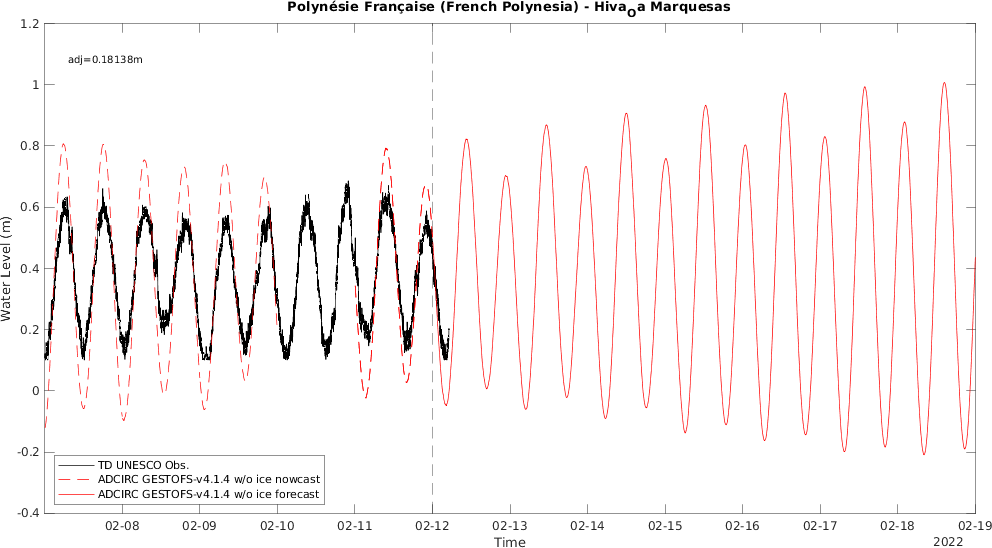 Polynésie Française (French Polynesia) - Hiva_Oa Marquesas
adj=0.18138m
Water Level (m)
1.2
1
0.8
0.6
0.4
0.2
0
-0.2
-0.4
TD UNESCO Obs.
ADCIRC GESTOFS-v4.1.4 w/o ice nowcast
ADCIRC GESTOFS-v4.1.4 w/o ice forecast
02-08 02-09 02-10 02-11 02-12 02-13 02-14 02-15 02-16 02-17 02-18 02-19
Time
2022